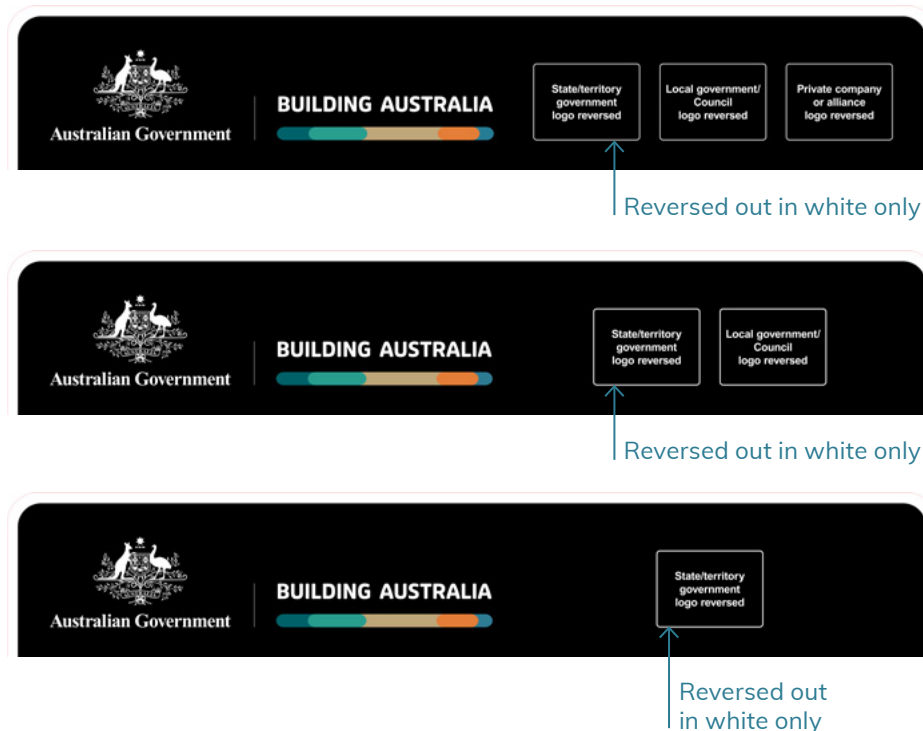 Australian Government
BUILDING AUSTRALIA
State/territory
government
logo reversed
Local government/
Council
logo reversed
Private company
or alliance
logo reversed
Reversed out in white only
Australian Government
BUILDING AUSTRALIA
State/territory
government
logo reversed
Local government/
Council
logo reversed
Reversed out in white only
Australian Government
BUILDING AUSTRALIA
State/territory
government
logo reversed
Reversed out
in white only